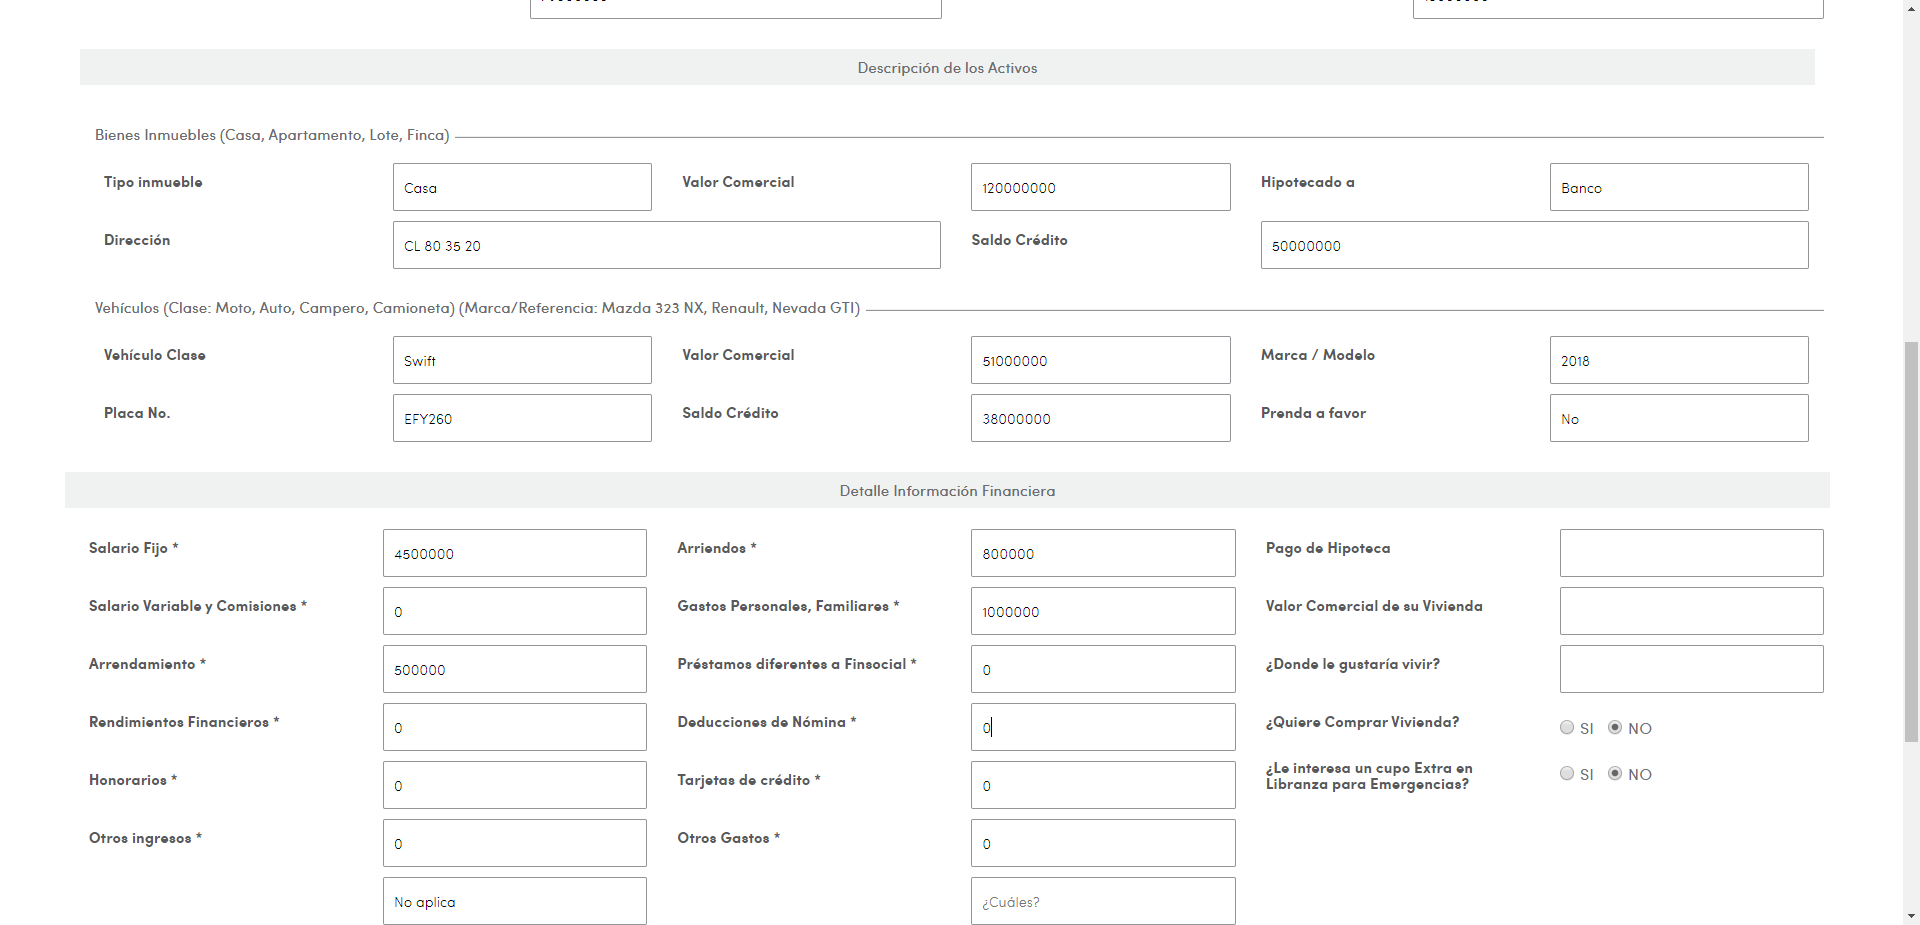 Descripción de los Activos
Bienes Inmuebles (Casa, Apartamento, Lote, Finca)
Tipo inmueble Casa Valor Comercial 120000000 Hipotecado a Banco
Dirección CL 80 35 20 Saldo Crédito 50000000
Vehículos (Clase: Moto, Auto, Campero, Camioneta) (Marca/Referencia: Mazda 323 NX, Renault, Nevada GTI)
Vehículo Clase Swift Valor Comercial 51000000 Marca / Modelo 2018
Placa No. EFY260 Saldo Crédito 38000000 Prenda a favor No
Detalle Información Financiera
Salario Fijo * 4500000 Arriendos * 800000 Pago de Hipoteca
Salario Variable y Comisiones * 0 Gastos Personales, Familiares * 1000000 Valor Comercial de su Vivienda
Arrendamiento * 500000 Préstamos diferentes a Finsocial * 0 ¿Donde le gustaría vivir?
Rendimientos Financieros * 0 Deducciones de Nómina * 0 ¿Quiere Comprar Vivienda? SI NO
Honorarios * 0 Tarjetas de crédito * 0 ¿Le interesa un cupo Extra en
Libranza para Emergencias? SI NO
Otros ingresos * 0 Otros Gastos * 0
No aplica ¿Cuáles?